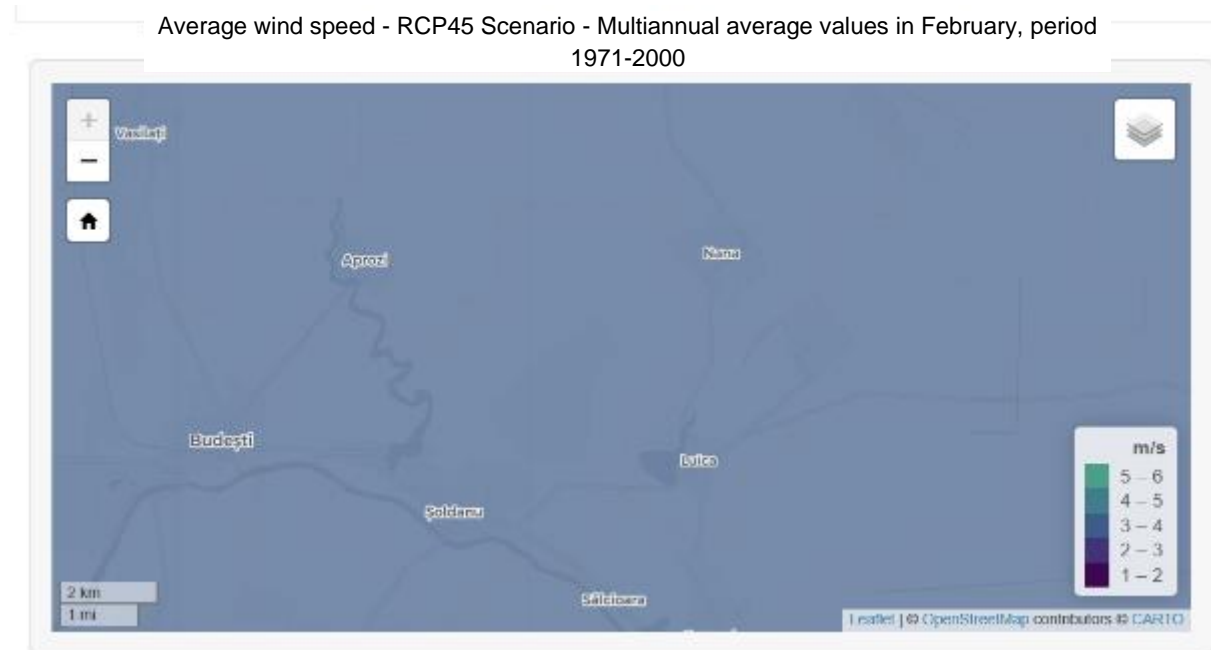 Average wind speed - RCP45 Scenario - Multiannual average values in February, period
1971-2000
+
Vasilați
−
Aprozi
Nana
Budești
Luica
Șoldanu
Sălcioara
m/s
5 – 6
4 – 5
3 – 4
2 – 3
1 – 2
2 km
1 mi
Leaflet | © OpenStreetMap contributors © CARTO